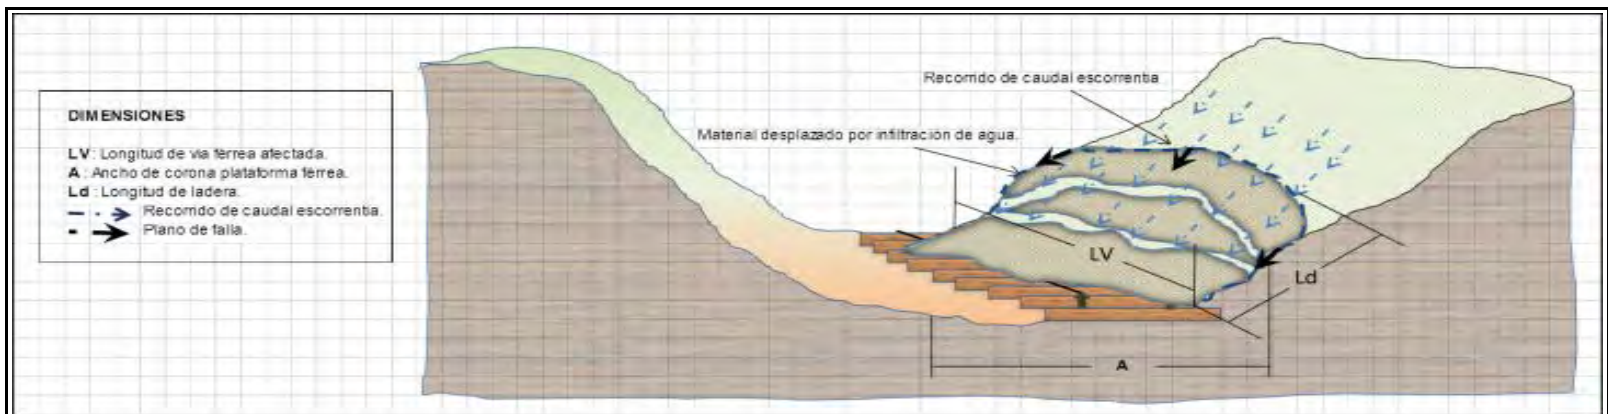 DIMENSIONES
LV : Longitud de via férrea afectada.
A : Ancho de corona plataforma férrea.
Ld : Longitud de ladera.
Recorrido de caudal escorrentia.
Plano de falla.
Recorrido de caudal escorrentia
Material desplazado por infiltración de agua.
LV
Ld
A